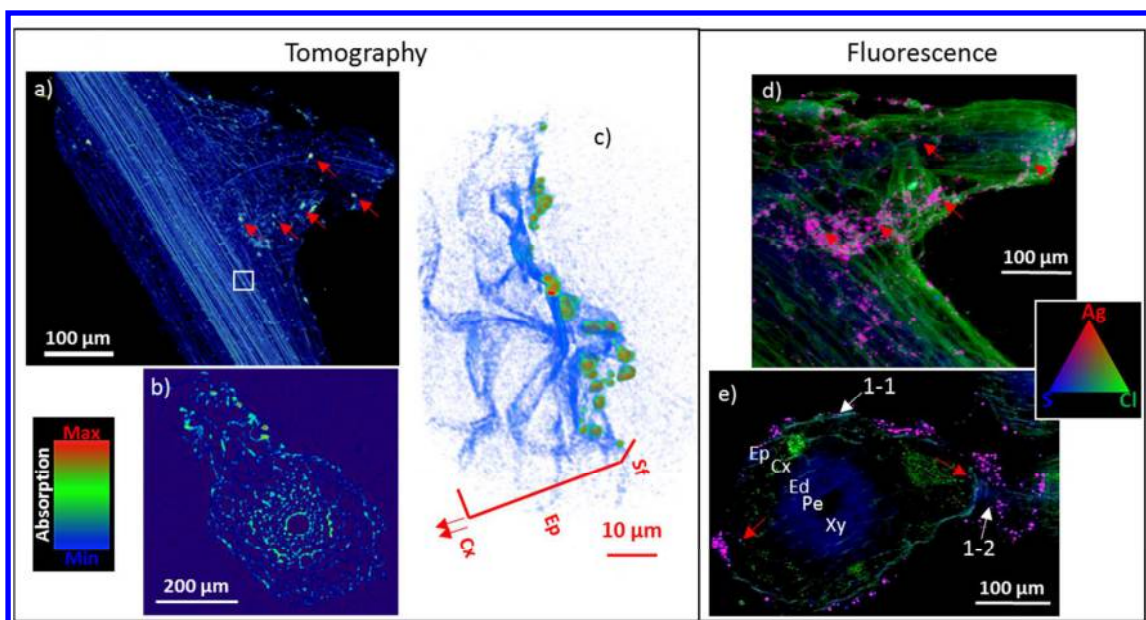 Tomography
a)
100 µm
b)
200 µm
Max
Absorption
Min
c)
Sf
Ep
Cx
10 µm
Fluorescence
d)
100 µm
Ag
S
Cl
e)
1-1
Ep
Cx
Ed
Pe
Xy
1-2
100 µm